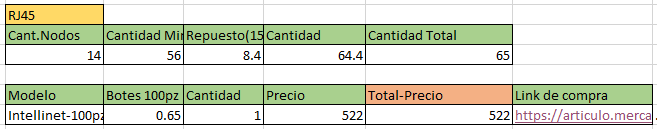 RJ45
Cant.Nodos Cantidad Mir Repuesto(15 Cantidad Cantidad Total
14 56 8.4 64.4 65
Modelo Botes 100pz Cantidad Precio Total-Precio Link de compra
Intellinet-100pz 0.65 1 522 522 https://articulo.merca